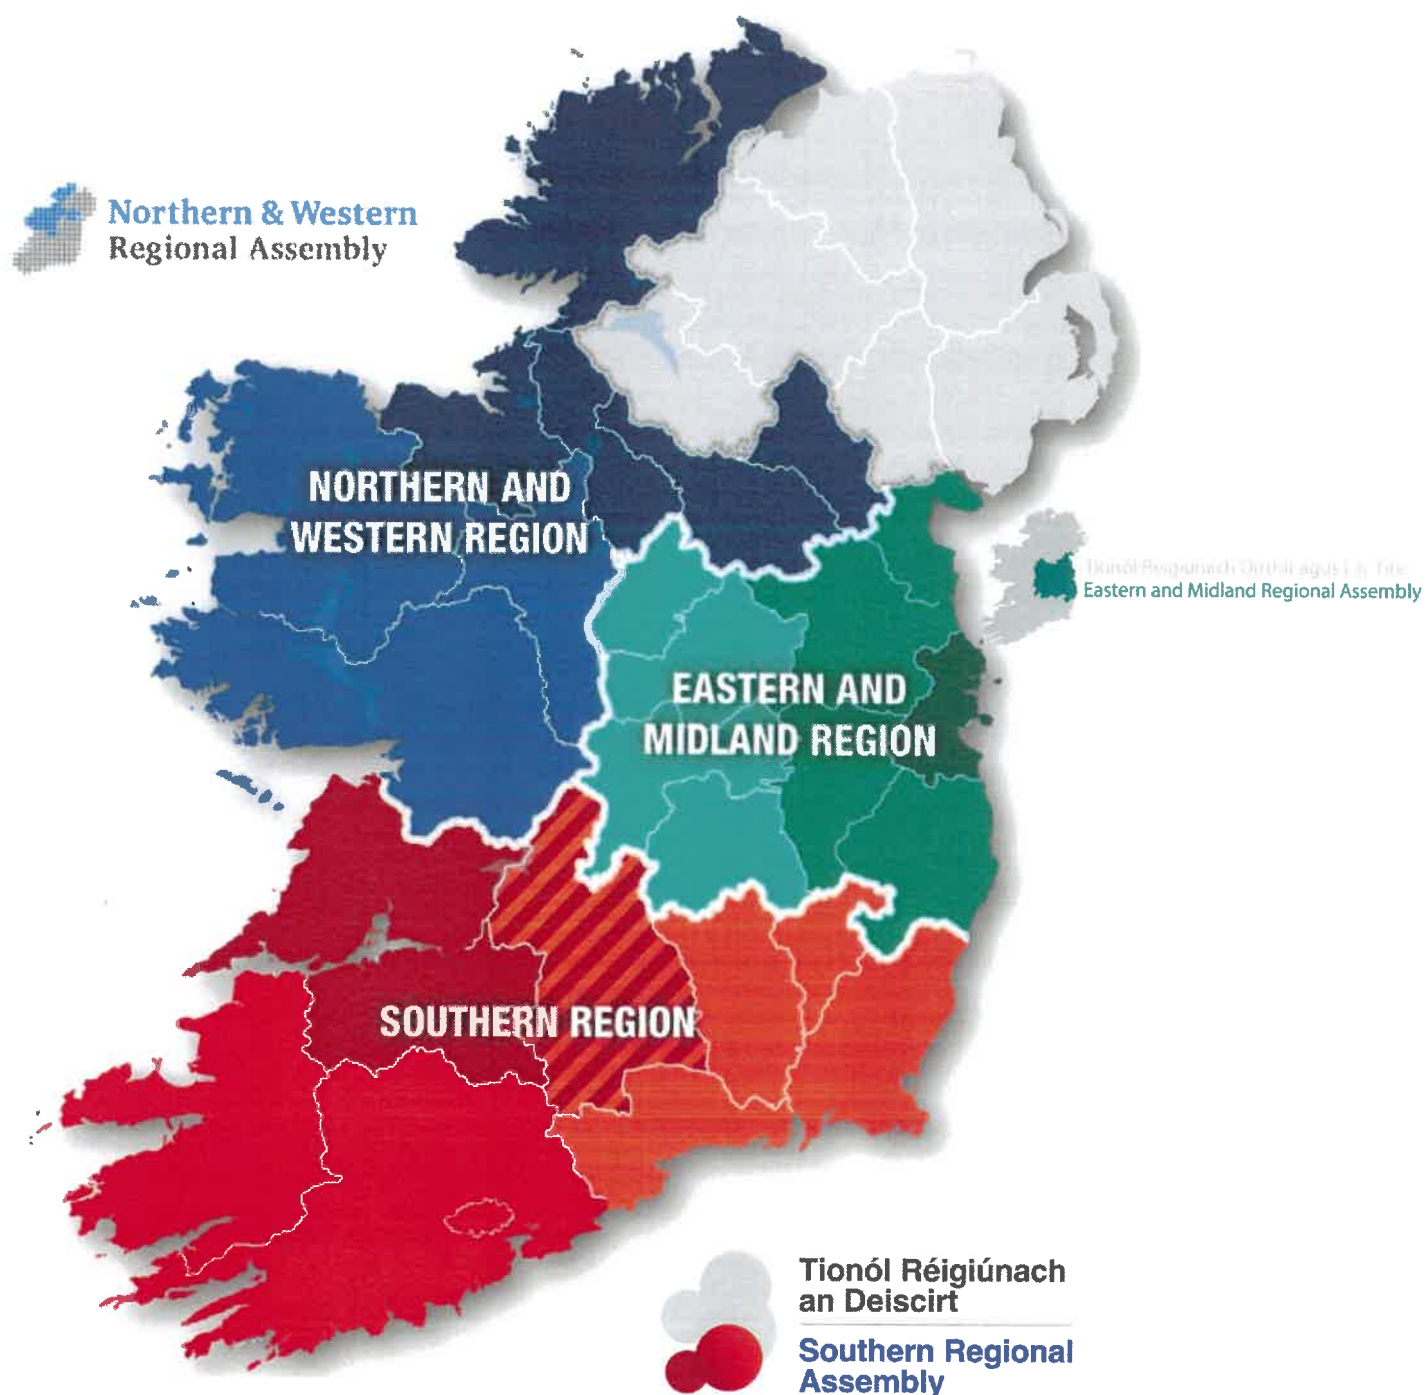 Northern & Western
Regional Assembly
NORTHERN AND
WESTERN REGION
Eastern and Midland Regional Assembly
EASTERN AND
MIDLAND REGION
SOUTHERN REGION
Tionól Réigiúnach
an Deiscirt
Southern Regional
Assembly